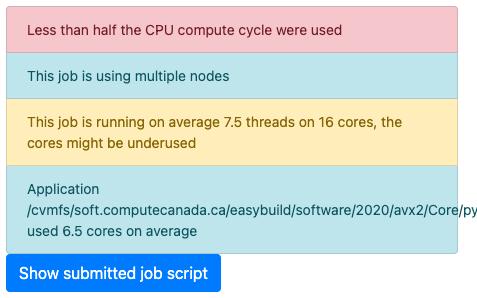 Less than half the CPU compute cycle were used
This job is using multiple nodes
This job is running on average 7.5 threads on 16 cores, the
cores might be underused
Application
/cvmfs/soft.computecanada.ca/easybuild/software/2020/avx2/Core/py
used 6.5 cores on average
Show submitted job script